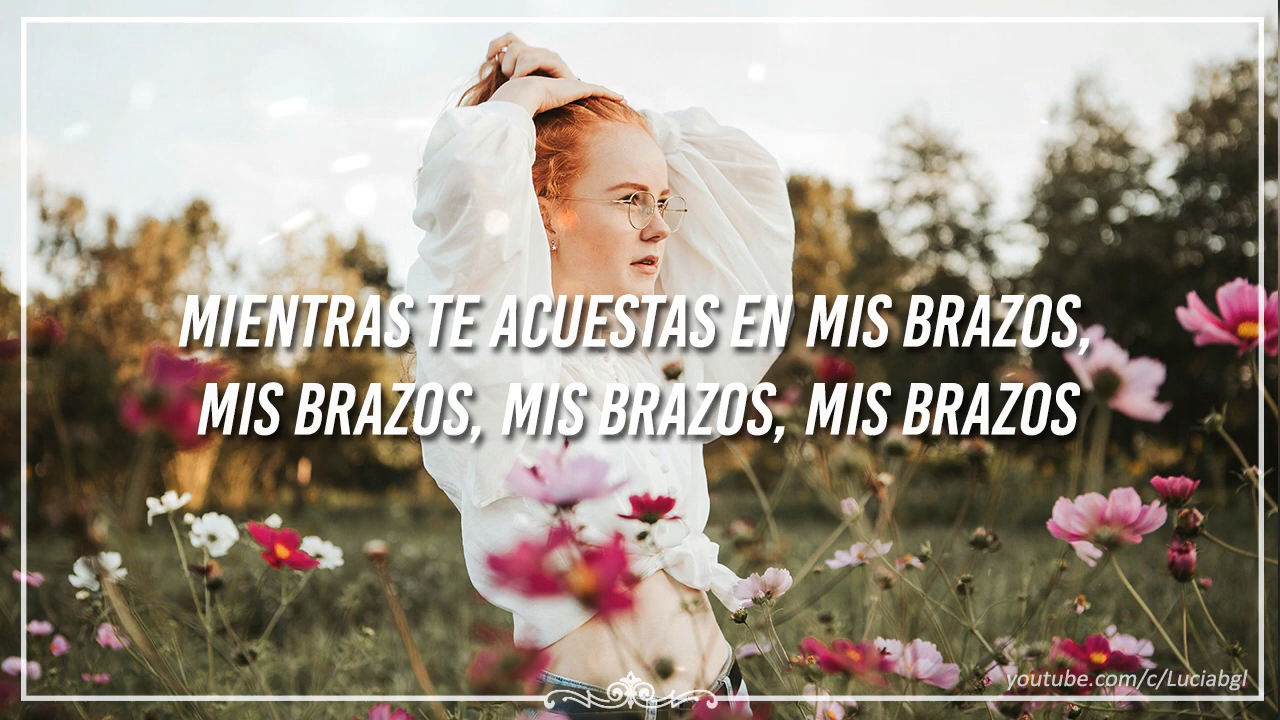 MIENTRAS TE ACUESTAS EN MIS BRAZOS,
MIS BRAZOS, MIS BRAZOS, MIS BRAZOS
youtube.com/c/Luciabgl